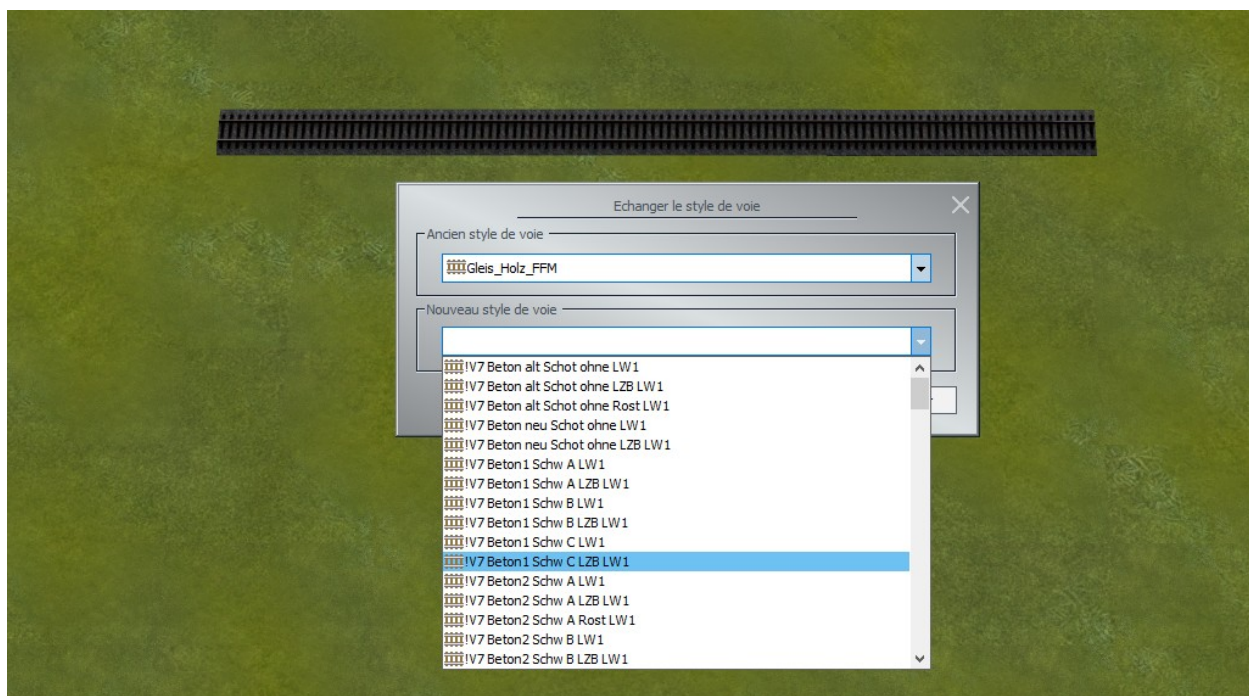 Echanger le style de voie
Ancien style de voie
Gleis_Holz_FFM
Nouveau style de voie
!V7 Beton alt Schot ohne LW1
!V7 Beton alt Schot ohne LZB LW1
!V7 Beton alt Schot ohne Rost LW1
!V7 Beton neu Schot ohne LW1
!V7 Beton neu Schot ohne LZB LW1
!V7 Beton1 Schw A LW1
!V7 Beton1 Schw A LZB LW1
!V7 Beton1 Schw B LW1
!V7 Beton1 Schw B LZB LW1
!V7 Beton1 Schw C LW1
!V7 Beton1 Schw C LZB LW1
!V7 Beton2 Schw A LW1
!V7 Beton2 Schw A LZB LW1
!V7 Beton2 Schw A Rost LW1
!V7 Beton2 Schw B LW1
!V7 Beton2 Schw B LZB LW1